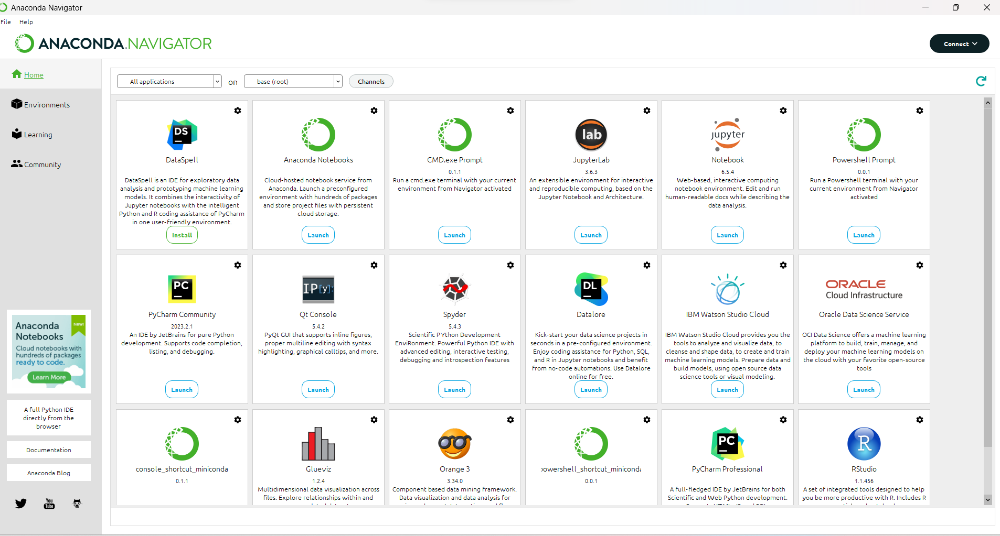 Anaconda Navigator
File Help
ANACONDA.NAVIGATOR
Connect
Home
Environments
Learning
Community
All applications on base (root) Channels
DS
DataSpell
DataSpell is an IDE for exploratory data
analysis and prototyping machine learning
models. It combines the interactivity of
Jupyter notebooks with the intelligent
Python and R coding assistance of PyCharm
in one user-friendly environment.
Install
Anaconda Notebooks
Cloud-hosted notebook service from
Anaconda. Launch a preconfigured
environment with hundreds of packages
and store project files with persistent
cloud storage.
Launch
CMD.exe Prompt
0.1.1
Run a cmd.exe terminal with your current
environment from Navigator activated
Launch
lab
JupyterLab
3.6.3
An extensible environment for interactive
and reproducible computing, based on the
Jupyter Notebook and Architecture.
Launch
jupyter
Notebook
6.5.4
Web-based, interactive computing
notebook environment. Edit and run
human-readable docs while describing the
data analysis.
Launch
Powershell Prompt
0.0.1
Run a Powershell terminal with your
current environment from Navigator
activated
Launch
PC
PyCharm Community
2023.2.1
An IDE by JetBrains for pure Python
development. Supports code completion,
listing, and debugging.
Launch
IP[y]:
Qt Console
5.4.2
PyQt GUI that supports inline figures,
proper multiline editing with syntax
highlighting, graphical calltips, and more.
Launch
Spyder
5.4.3
Scientific PYthon Development
EnviRonment. Powerful Python IDE with
advanced editing, interactive testing,
debugging and introspection features
Launch
DL
Datalore
Kick-start your data science projects in
seconds in a pre-configured environment.
Enjoy coding assistance for Python, SQL,
and R in Jupyter notebooks and benefit
from no-code automations. Use Datalore
online for free.
Launch
IBM Watson Studio Cloud
IBM Watson Studio Cloud provides you the
tools to analyze and visualize data, to
cleanse and shape data, to create and train
machine learning models. Prepare data and
build models, using open source data
science tools or visual modeling.
Launch
ORACLE
Cloud Infrastructure
Oracle Data Science Service
OCI Data Science offers a machine learning
platform to build, train, manage, and
deploy your machine learning models on
the cloud with your favorite open-source
tools
Launch
console_shortcut_miniconda
0.1.1
Glueviz
1.2.4
Multidimensional data visualization across
files. Explore relationships within and
Orange 3
3.34.0
Component based data mining framework.
Data visualization and data analysis for
powershell_shortcut_miniconda
0.0.1
PC
PyCharm Professional
A full-fledged IDE by JetBrains for both
Scientific and Web Python development.
R
RStudio
1.1.456
A set of integrated tools designed to help
you be more productive with R. Includes R
Anaconda New!
Notebooks
Cloud notebooks with
hundreds of packages
ready to code.
Learn More
A full Python IDE
directly from the
browser
Documentation
Anaconda Blog
You
Tube